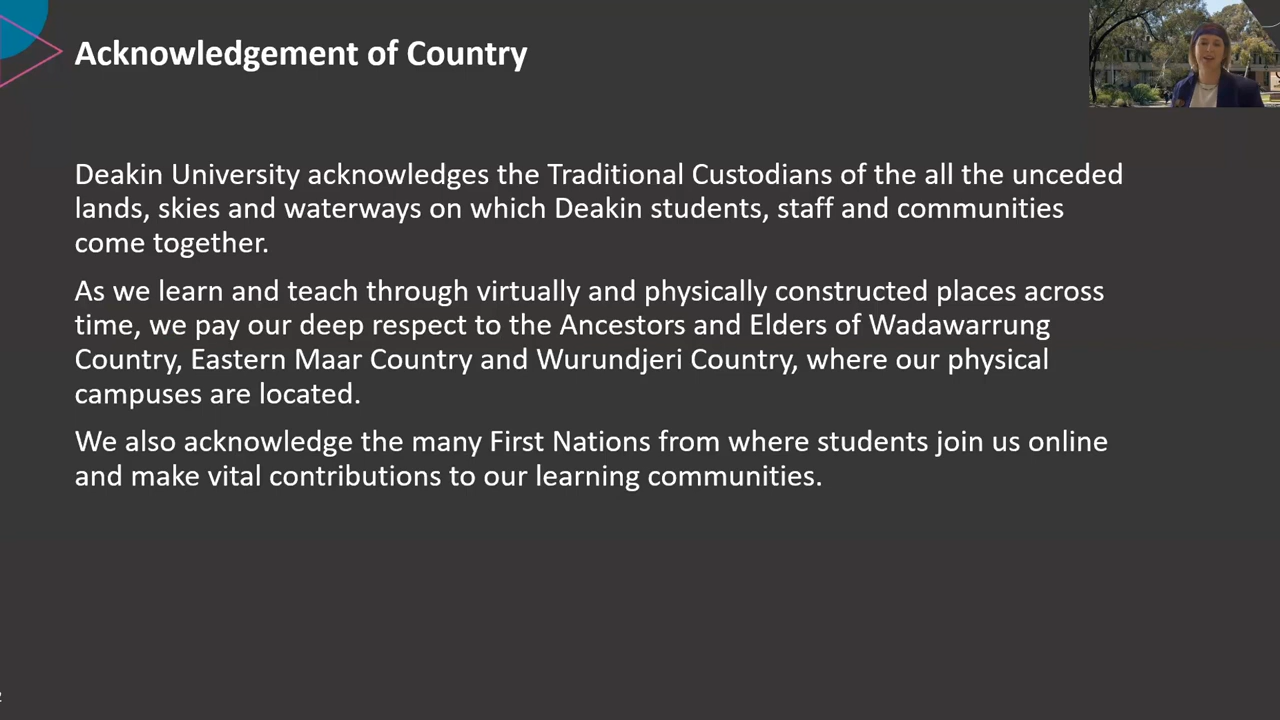 Acknowledgement of Country
Deakin University acknowledges the Traditional Custodians of the all the unceded
lands, skies and waterways on which Deakin students, staff and communities
come together.
As we learn and teach through virtually and physically constructed places across
time, we pay our deep respect to the Ancestors and Elders of Wadawarrung
Country, Eastern Maar Country and Wurundjeri Country, where our physical
campuses are located.
We also acknowledge the many First Nations from where students join us online
and make vital contributions to our learning communities.
2